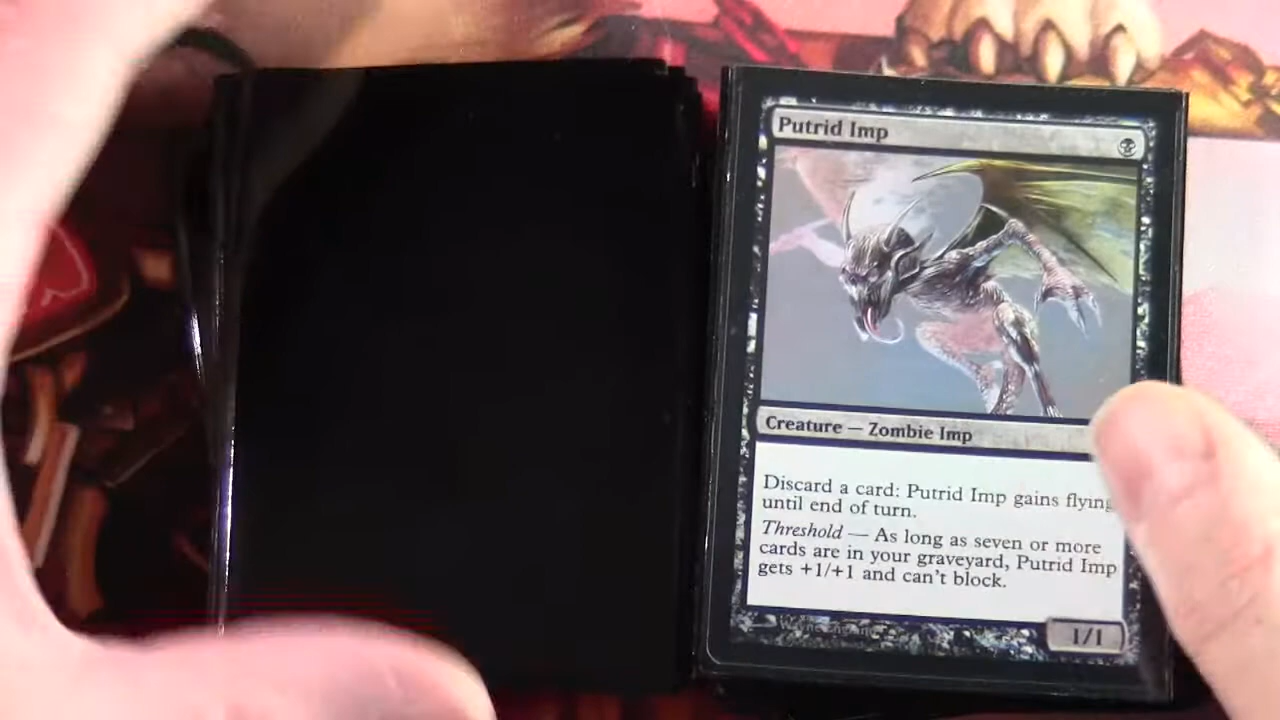 Putrid Imp
Creature — Zombie Imp
Discard a card: Putrid Imp gains flying
until end of turn.
Threshold — As long as seven or more
cards are in your graveyard, Putrid Imp
gets +1/+1 and can't block.
1/1